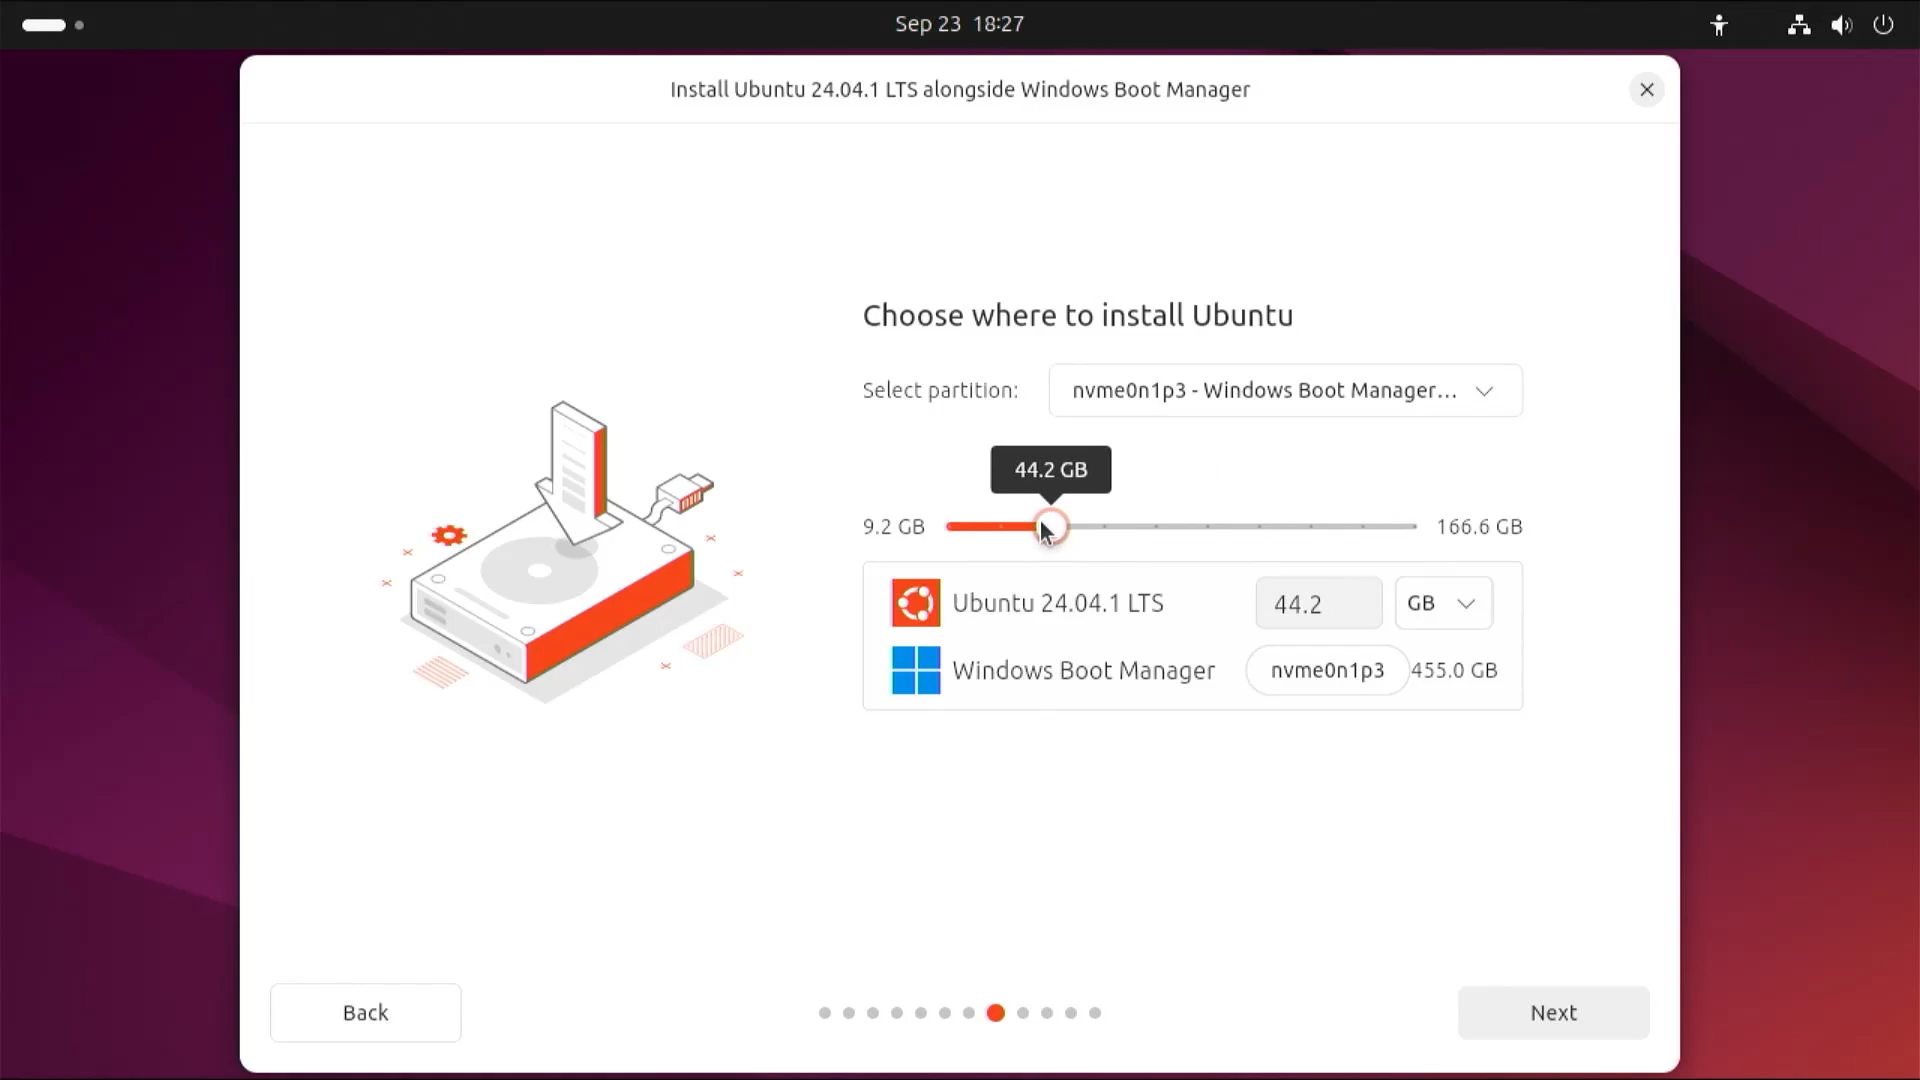 Sep 23 18:27
Install Ubuntu 24.04.1 LTS alongside Windows Boot Manager
Choose where to install Ubuntu
Select partition: nvme0n1p3 - Windows Boot Manager...
44.2 GB
9.2 GB 166.6 GB
Ubuntu 24.04.1 LTS 44.2 GB
Windows Boot Manager nvme0n1p3 455.0 GB
Back Next